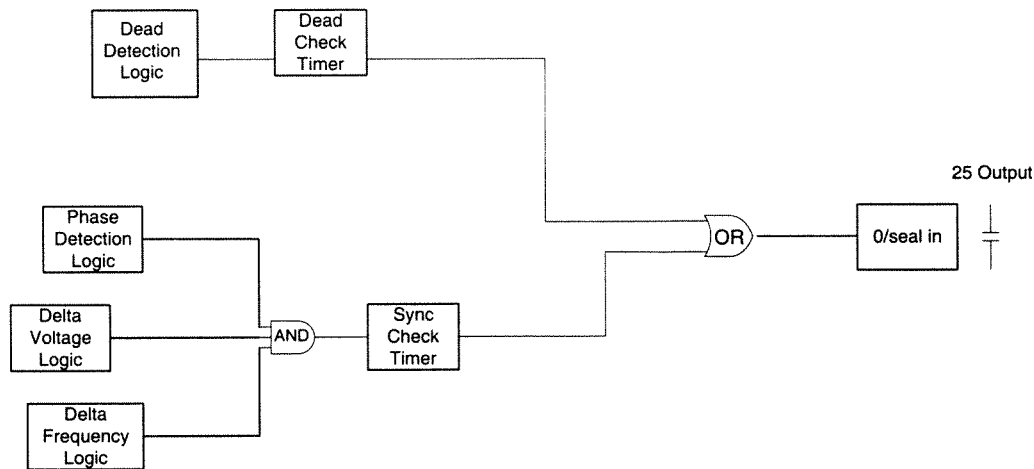 Dead
Detection
Logic
Dead
Check
Timer
25 Output
Phase
Detection
Logic
OR
0/seal in
Delta
Voltage
Logic
AND
Sync
Check
Timer
Delta
Frequency
Logic